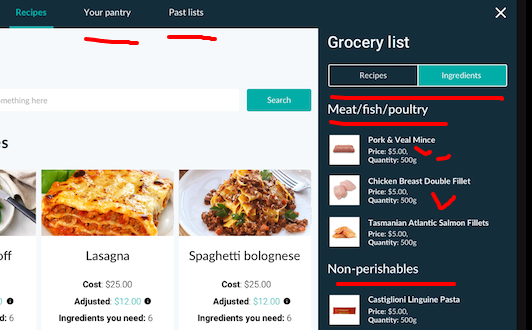 Recipes
Your pantry
Past lists
Grocery list
Recipes
Ingredients
mething here
Search
Meat/fish/poultry
Pork & Veal Mince
Price: $5.00,
Quantity: 500g
Chicken Breast Double Fillet
Price: $5.00,
Quantity: 500g
Tasmanian Atlantic Salmon Fillets
Price: $5.00,
Quantity: 500g
Non-perishables
Castiglioni Linguine Pasta
Price: $5.00,
Quantity: 500g
es
off
Lasagna
Cost: $25.00
Adjusted: $12.00
Ingredients you need: 6
Spaghetti bolognese
Cost: $25.00
Adjusted: $12.00
Ingredients you need: 6
0
6